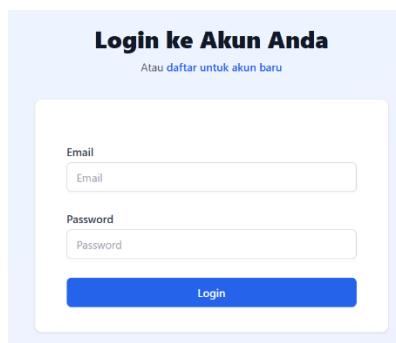 Login ke Akun Anda
Atau daftar untuk akun baru
Email
Email
Password
Password
Login